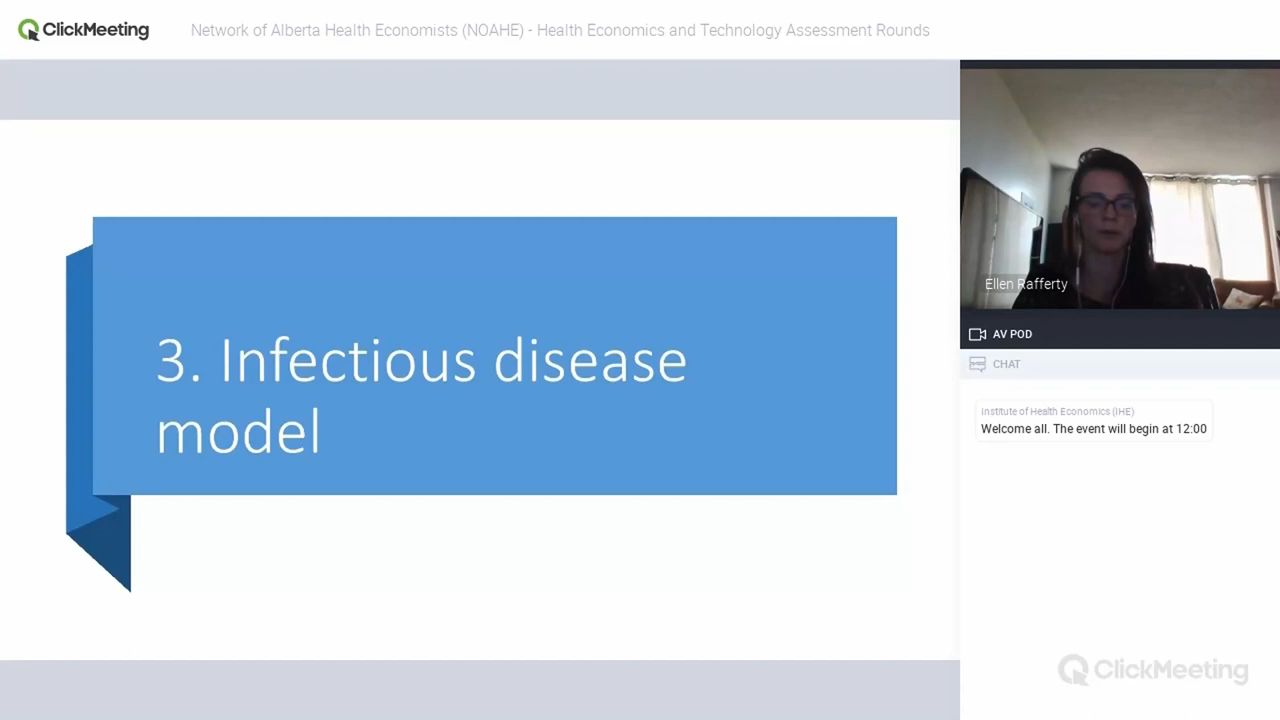 ClickMeeting
Network of Alberta Health Economists (NOAHE) - Health Economics and Technology Assessment Rounds
3. Infectious disease
model
Ellen Rafferty
AV POD
CHAT
Institute of Health Economics (IHE)
Welcome all. The event will begin at 12:00
ClickMeeting